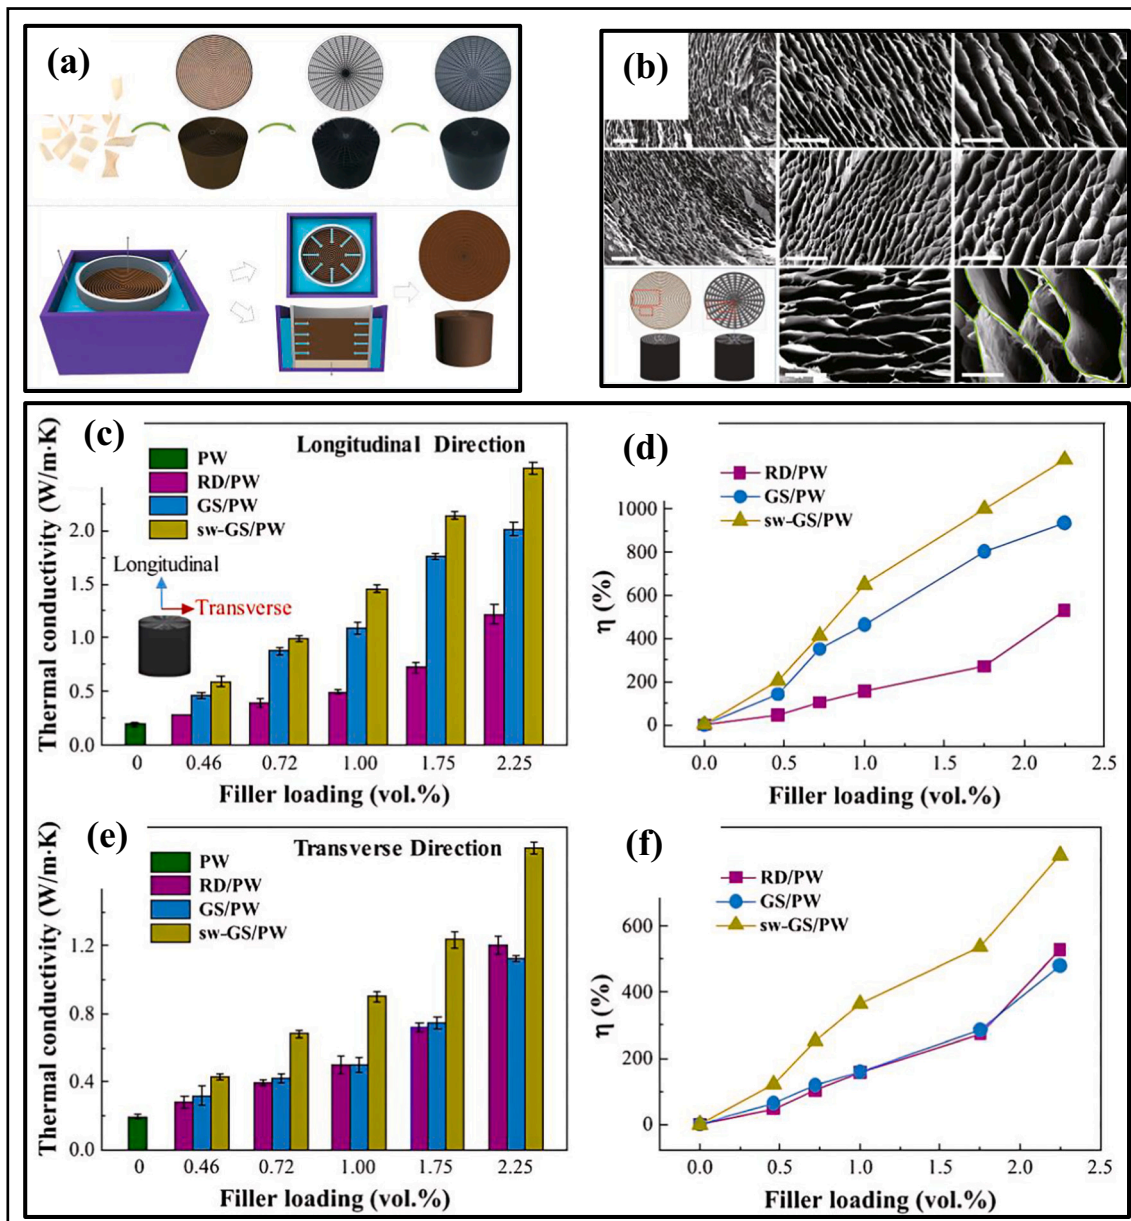 (a)
(b)
(c)
Longitudinal Direction
PW
RD/PW
GS/PW
sw-GS/PW
Longitudinal
Transverse
Thermal conductivity (W/m·K)
2.0
1.5
1.0
0.5
0.0
0 0.46 0.72 1.00 1.75 2.25
Filler loading (vol.%)
(d)
RD/PW
GS/PW
sw-GS/PW
η (%)
1000
800
600
400
200
0
0.0 0.5 1.0 1.5 2.0 2.5
Filler loading (vol.%)
(e)
Transverse Direction
PW
RD/PW
GS/PW
sw-GS/PW
Thermal conductivity (W/m·K)
1.2
0.8
0.4
0.0
0 0.46 0.72 1.00 1.75 2.25
Filler loading (vol.%)
(f)
RD/PW
GS/PW
sw-GS/PW
η (%)
600
400
200
0
0.0 0.5 1.0 1.5 2.0 2.5
Filler loading (vol.%)